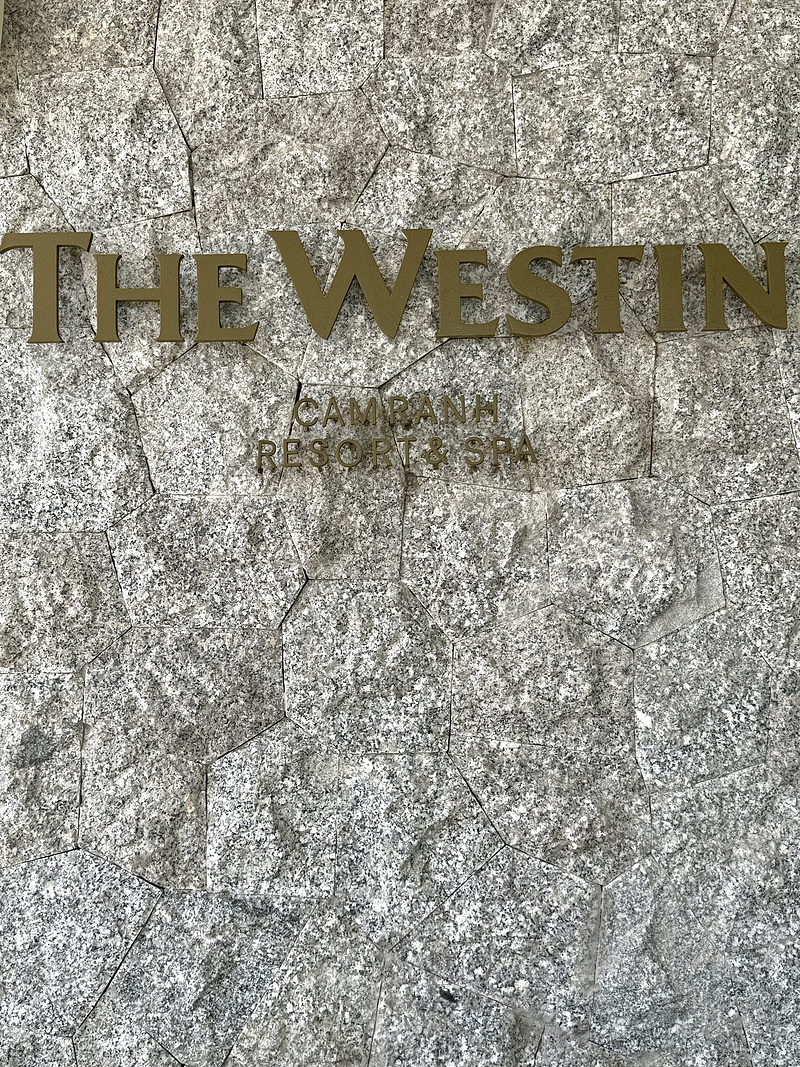 THE WESTIN
CAM RANH
RESORT & SPA